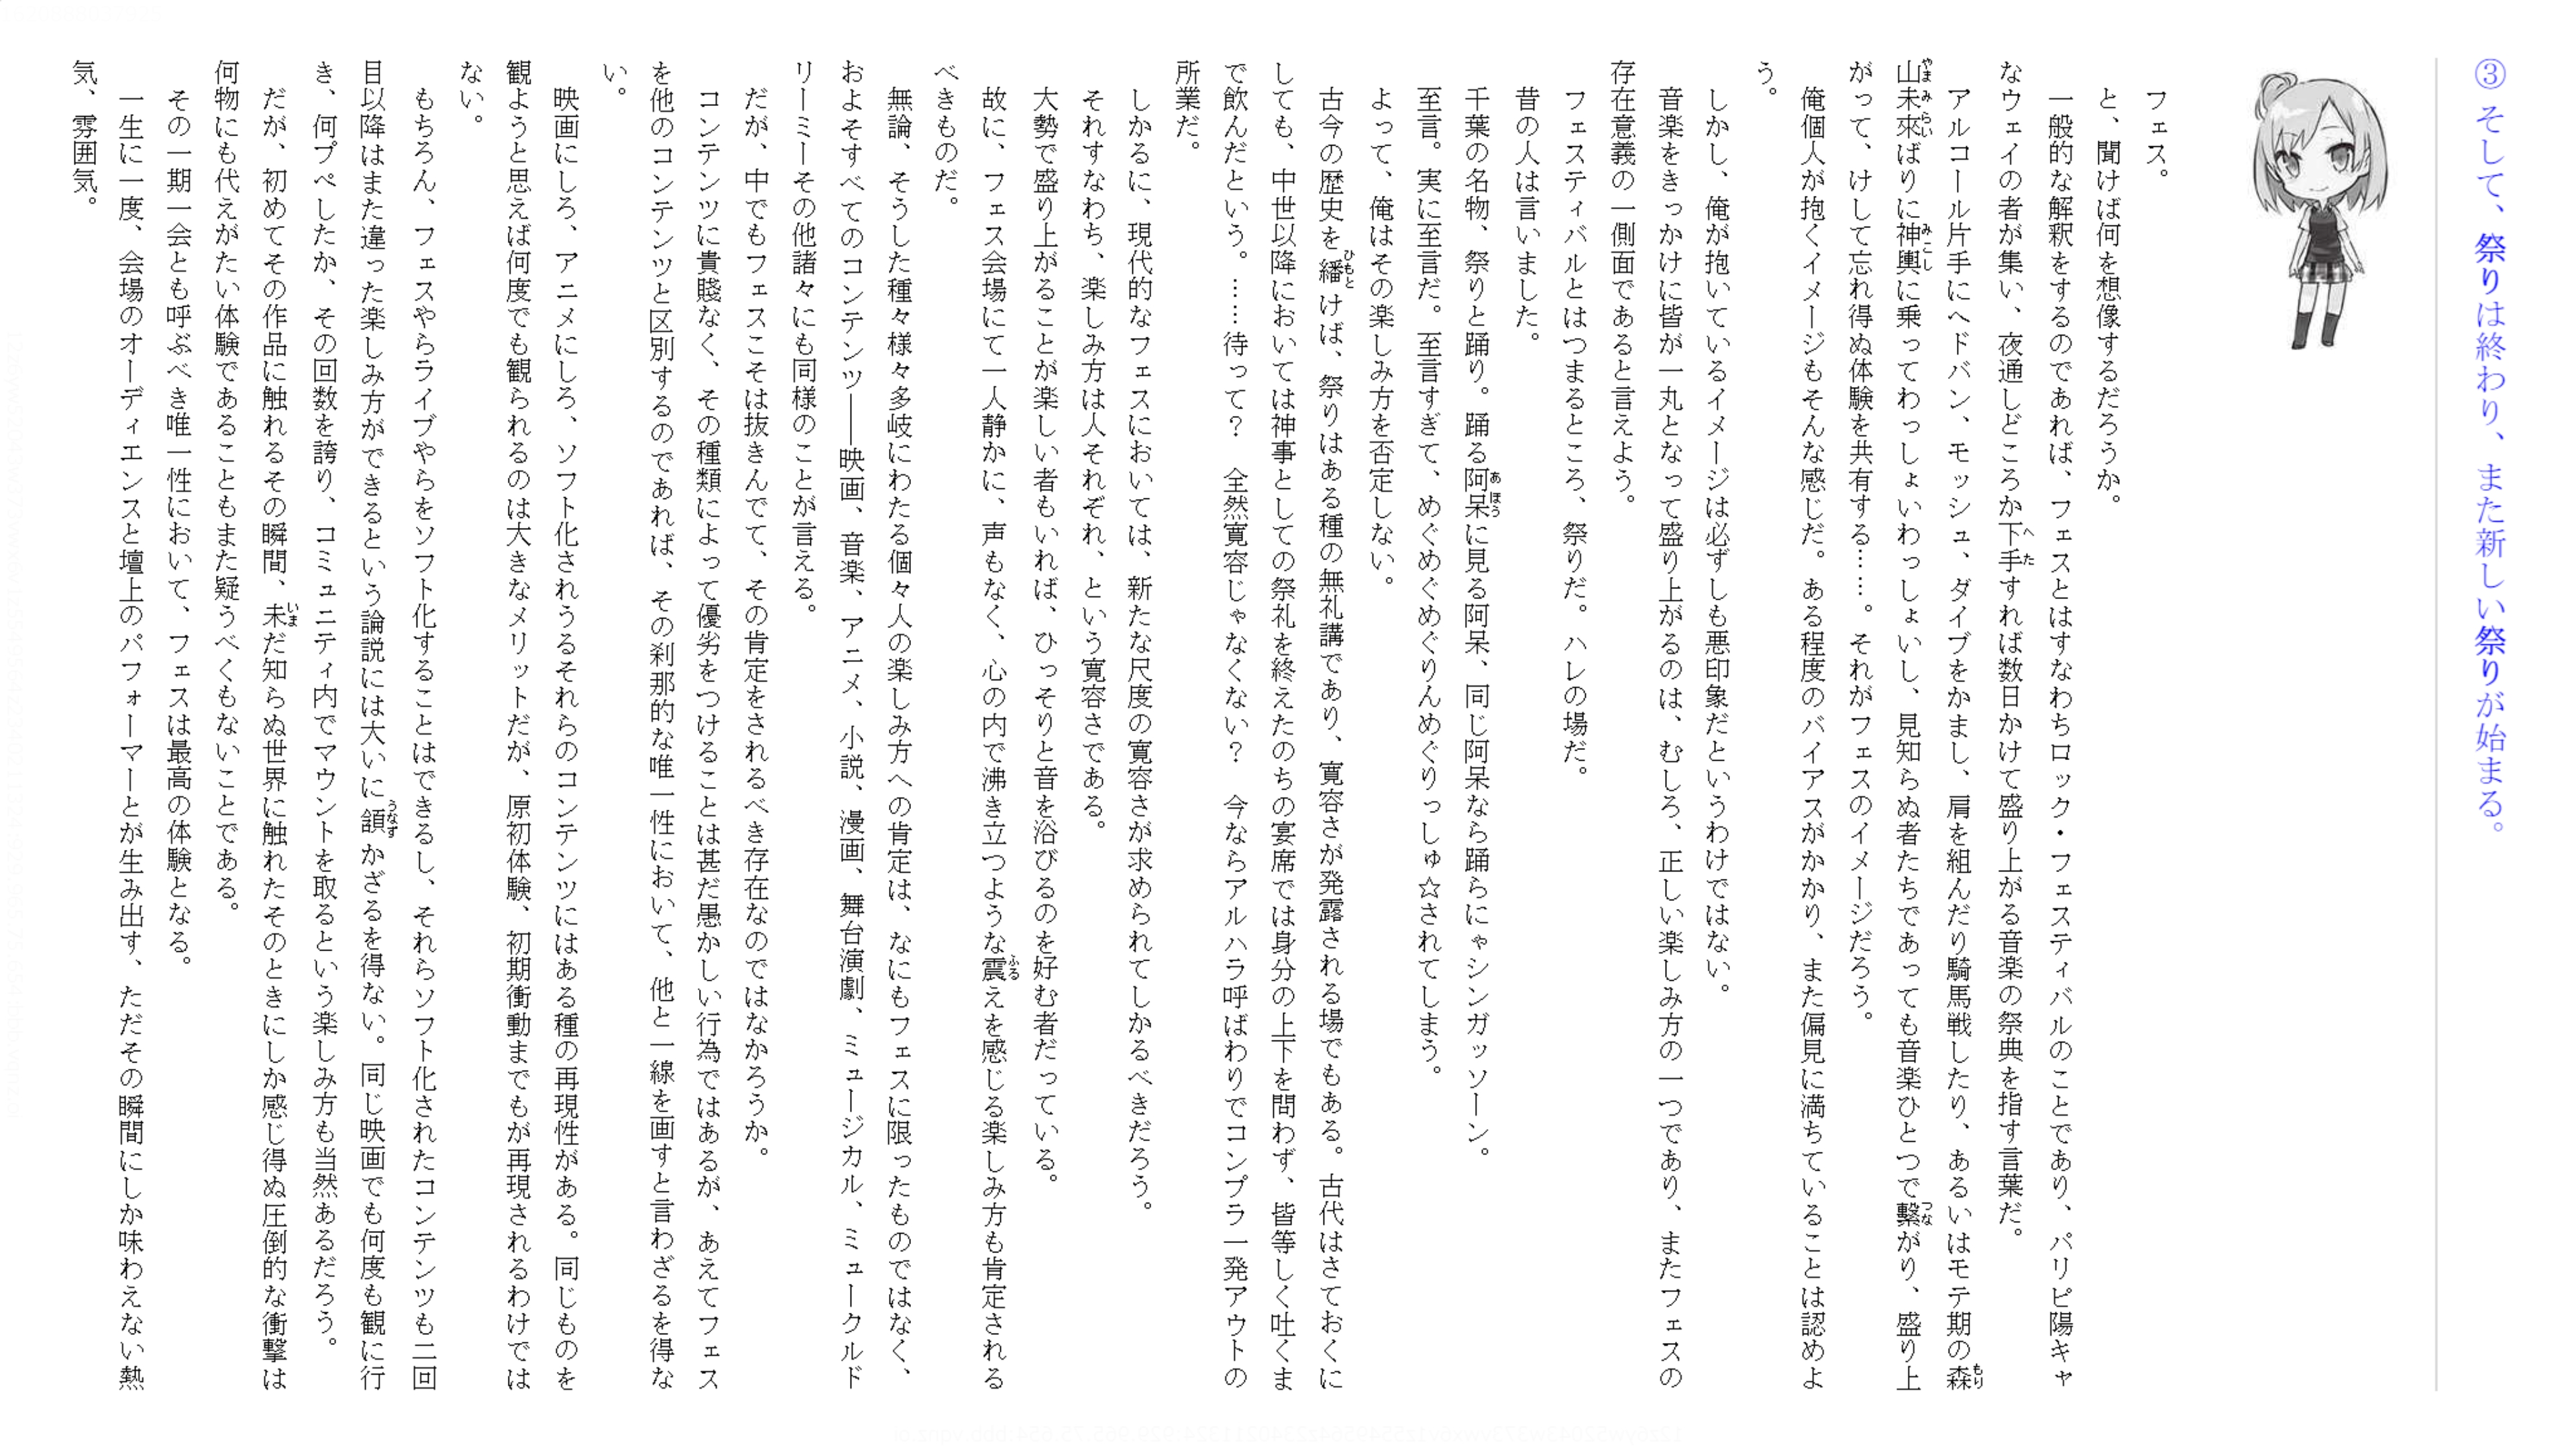 ③ そして、祭りは終わり、また新しい祭りが始まる。
フェス。
と、聞けば何を想像するだろうか。
一般的な解釈をするのであれば、フェスとはすなわちロック・フェスティバルのことであり、パリピ陽キャ
なウェイの者が集い、夜通しどころか下手すれば数日かけて盛り上がる音楽の祭典を指す言葉だ。
アルコール片手にヘドバン、モッシュ、ダイブをかまし、肩を組んだり騎馬戦したり、あるいはモテ期の森
山未來ばりに神輿に乗ってわっしょいわっしょいし、見知らぬ者たちであっても音楽ひとつで繫がり、盛り上
がって、けして忘れ得ぬ体験を共有する……。それがフェスのイメージだろう。
俺個人が抱くイメージもそんな感じだ。ある程度のバイアスがかかり、また偏見に満ちていることは認めよ
う。
しかし、俺が抱いているイメージは必ずしも悪印象だというわけではない。
音楽をきっかけに皆が一丸となって盛り上がるのは、むしろ、正しい楽しみ方の一つであり、またフェスの
存在意義の一側面であると言えよう。
フェスティバルとはつまるところ、祭りだ。ハレの場だ。
昔の人は言いました。
千葉の名物、祭りと踊り。踊る阿呆に見る阿呆、同じ阿呆なら踊らにゃシンガッソーン。
至言。実に至言だ。至言すぎて、めぐめぐめぐりんめぐりっしゅ☆されてしまう。
よって、俺はその楽しみ方を否定しない。
古今の歴史を繙けば、祭りはある種の無礼講であり、寛容さが発露される場でもある。古代はさておくに
しても、中世以降においては神事としての祭礼を終えたのちの宴席では身分の上下を問わず、皆等しく吐くま
で飲んだという。……待って？　全然寛容じゃなくない？　今ならアルハラ呼ばわりでコンプラ一発アウトの
所業だ。
しかるに、現代的なフェスにおいては、新たな尺度の寛容さが求められてしかるべきだろう。
それすなわち、楽しみ方は人それぞれ、という寛容さである。
大勢で盛り上がることが楽しい者もいれば、ひっそりと音を浴びるのを好む者だっている。
故に、フェス会場にて一人静かに、声もなく、心の内で沸き立つような震えを感じる楽しみ方も肯定される
べきものだ。
無論、そうした種々様々多岐にわたる個々人の楽しみ方への肯定は、なにもフェスに限ったものではなく、
およそすべてのコンテンツ――映画、音楽、アニメ、小説、漫画、舞台演劇、ミュージカル、ミュークルド
リーミーその他諸々にも同様のことが言える。
だが、中でもフェスこそは抜きんでて、その肯定をされるべき存在なのではなかろうか。
コンテンツに貴賤なく、その種類によって優劣をつけることは甚だ愚かしい行為ではあるが、あえてフェス
を他のコンテンツと区別するのであれば、その刹那的な唯一性において、他と一線を画すと言わざるを得な
い。
映画にしろ、アニメにしろ、ソフト化されうるそれらのコンテンツにはある種の再現性がある。同じものを
観ようと思えば何度でも観られるのは大きなメリットだが、原初体験、初期衝動までもが再現されるわけでは
ない。
もちろん、フェスやらライブやらをソフト化することはできるし、それらソフト化されたコンテンツも二回
目以降はまた違った楽しみ方ができるという論説には大いに頷かざるを得ない。同じ映画でも何度も観に行
き、何プペしたか、その回数を誇り、コミュニティ内でマウントを取るという楽しみ方も当然あるだろう。
だが、初めてその作品に触れるその瞬間、未だ知らぬ世界に触れたそのときにしか感じ得ぬ圧倒的な衝撃は
何物にも代えがたい体験であることもまた疑うべくもないことである。
その一期一会とも呼ぶべき唯一性において、フェスは最高の体験となる。
一生に一度、会場のオーディエンスと壇上のパフォーマーとが生み出す、ただその瞬間にしか味わえない熱
気、雰囲気。